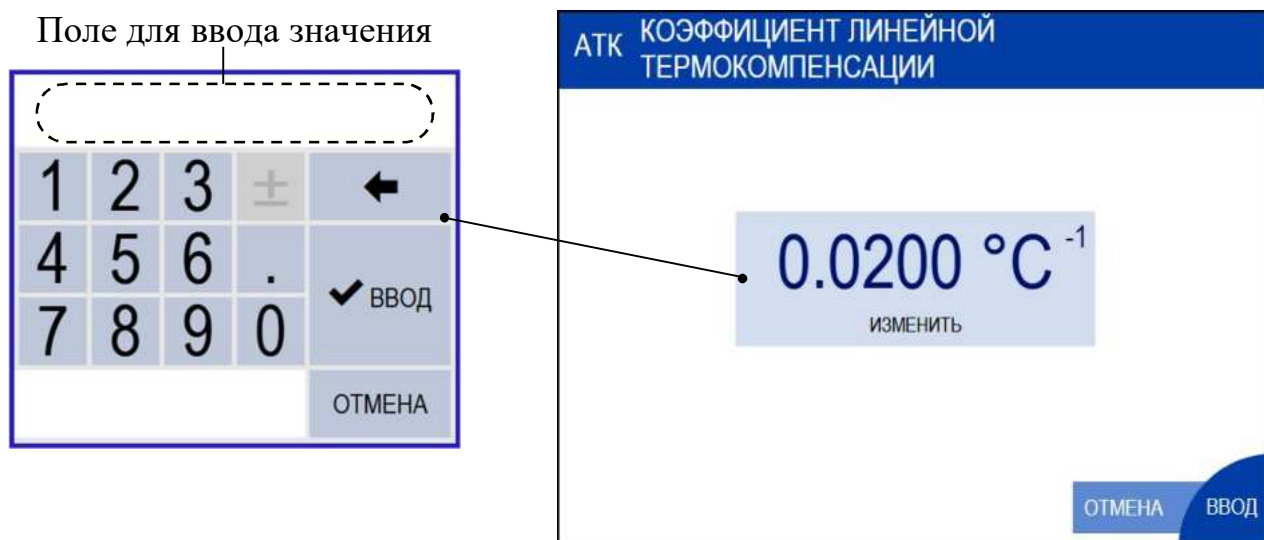 Поле для ввода значения
1 2 3 ±
4 5 6 .
ВВОД
7 8 9 0
ОТМЕНА
АТК КОЭФФИЦИЕНТ ЛИНЕЙНОЙ
ТЕРМОКОМПЕНСАЦИИ
0.0200 °C -1
ИЗМЕНИТЬ
ОТМЕНА ВВОД